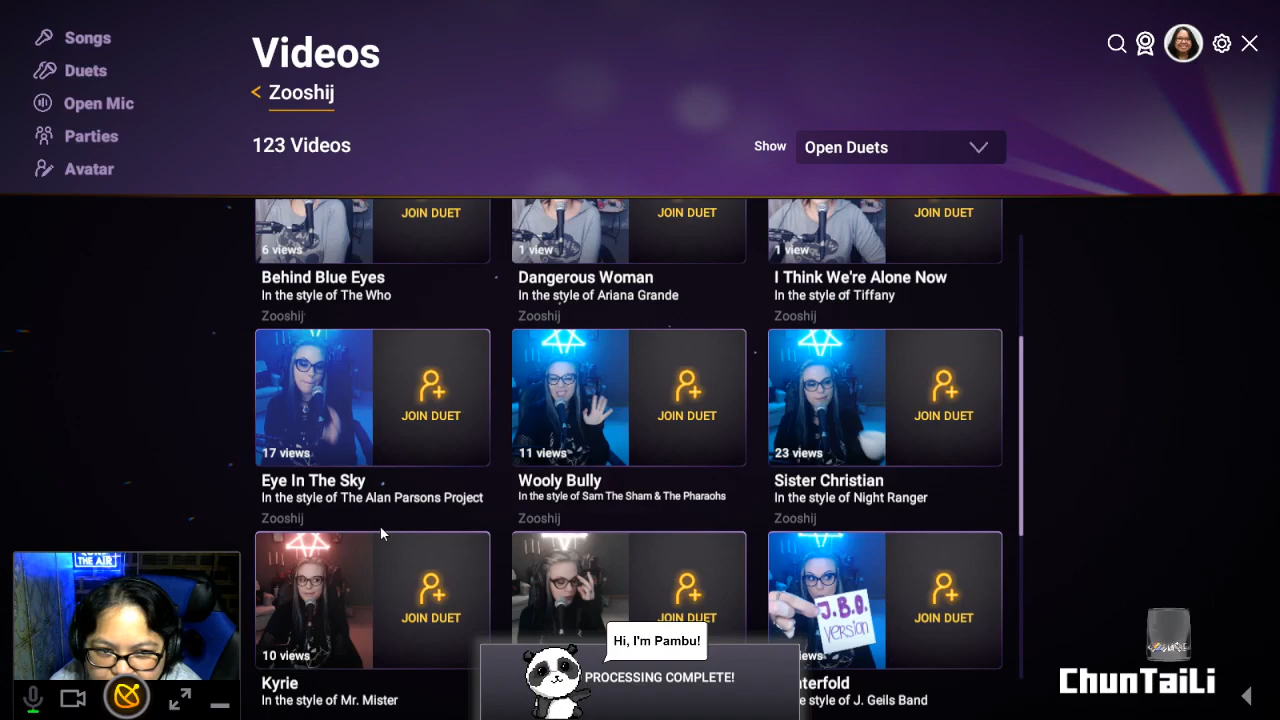 Songs
Duets
Open Mic
Parties
Avatar
Videos
< Zooshij
123 Videos
Show
Open Duets
JOIN DUET
JOIN DUET
JOIN DUET
6 views
1 view
1 view
Behind Blue Eyes
In the style of The Who
Zooshij
Dangerous Woman
In the style of Ariana Grande
Zooshij
I Think We're Alone Now
In the style of Tiffany
Zooshij
JOIN DUET
JOIN DUET
JOIN DUET
17 views
11 views
23 views
Eye In The Sky
In the style of The Alan Parsons Project
Zooshij
Wooly Bully
In the style of Sam The Sham & The Pharaohs
Zooshij
Sister Christian
In the style of Night Ranger
Zooshij
THE AIR
J.B.O.
version
JOIN DUET
JOIN DUET
JOIN DUET
10 views
Kyrie
In the style of Mr. Mister
Hi, I'm Pambu!
PROCESSING COMPLETE!
style of J. Geils Band
ChunTaiLi